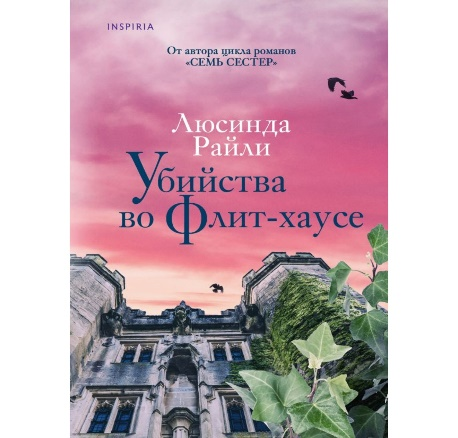 INSPIRIA
От автора цикла романов
«СЕМЬ СЕСТЕР»
Люсинда
Райли
Убийства
во Флит-хаусе